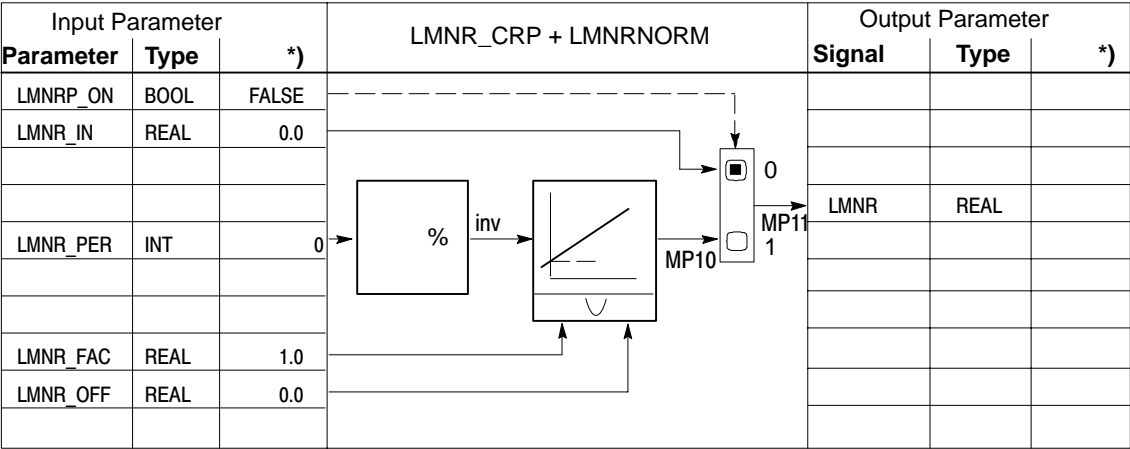 Input Parameter LMNR_CRP + LMNRNORM Output Parameter
Parameter Type *) Signal Type *)
LMNRP_ON BOOL FALSE
LMNR_IN REAL 0.0
0
LMNR REAL
LMNR_PER INT 0 % inv MP10 MP11
1
LMNR_FAC REAL 1.0
LMNR_OFF REAL 0.0